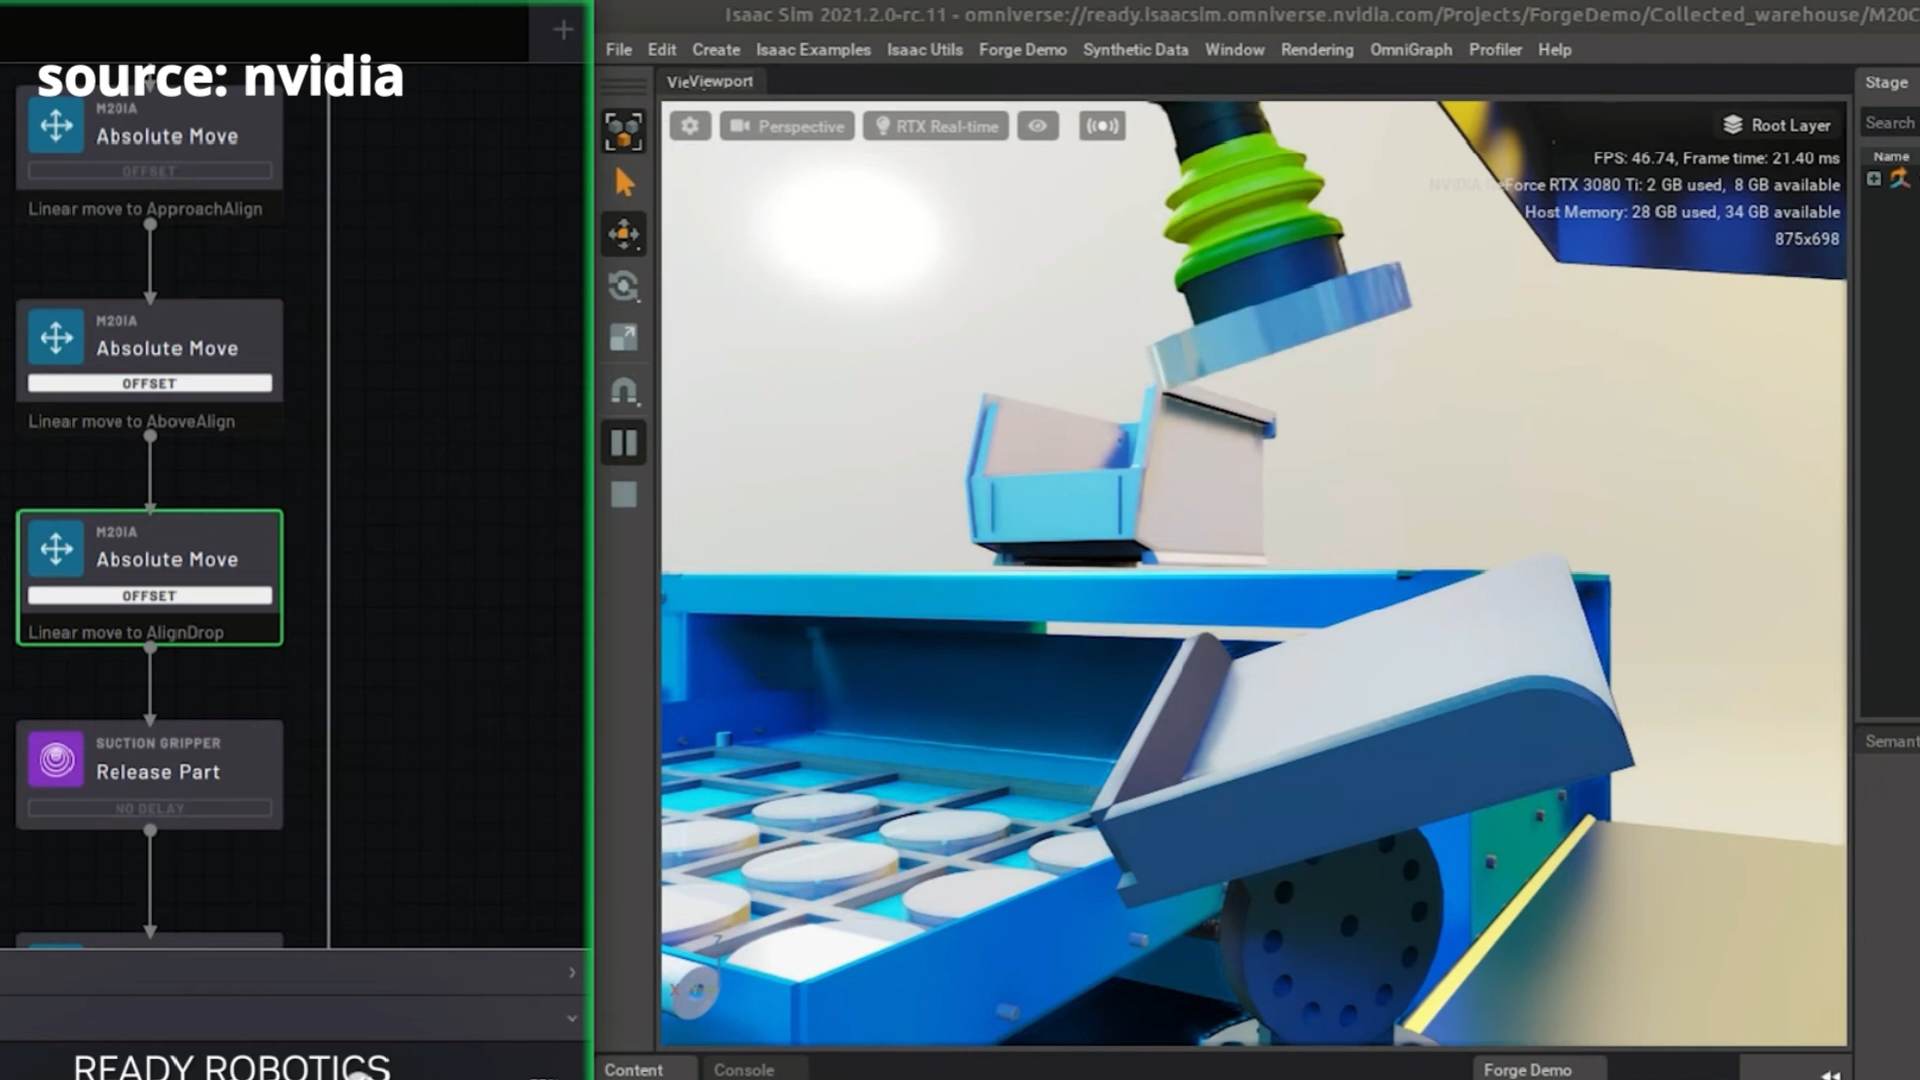 source: nvidia
M20IA
Absolute Move
OFFSET
Linear move to ApproachAlign
M20IA
Absolute Move
OFFSET
Linear move to AboveAlign
M20IA
Absolute Move
OFFSET
Linear move to AlignDrop
SUCTION GRIPPER
Release Part
NO DELAY
READY ROBOTICS
Isaac Sim 2021.2.0-rc.11 - omniverse://ready.isaacsim.omniverse.nvidia.com/Projects/ForgeDemo/Collected_warehouse/M20
File Edit Create Isaac Examples Isaac Utils Forge Demo Synthetic Data Window Rendering OmniGraph Profiler Help
Viewport
Perspective RTX Real-time
Root Layer
FPS: 46.74, Frame time: 21.40 ms
NVIDIA GeForce RTX 3080 Ti: 2 GB used, 8 GB available
Host Memory: 28 GB used, 34 GB available
875x698
Stage
Search
Name
Semant
Content Console Forge Demo